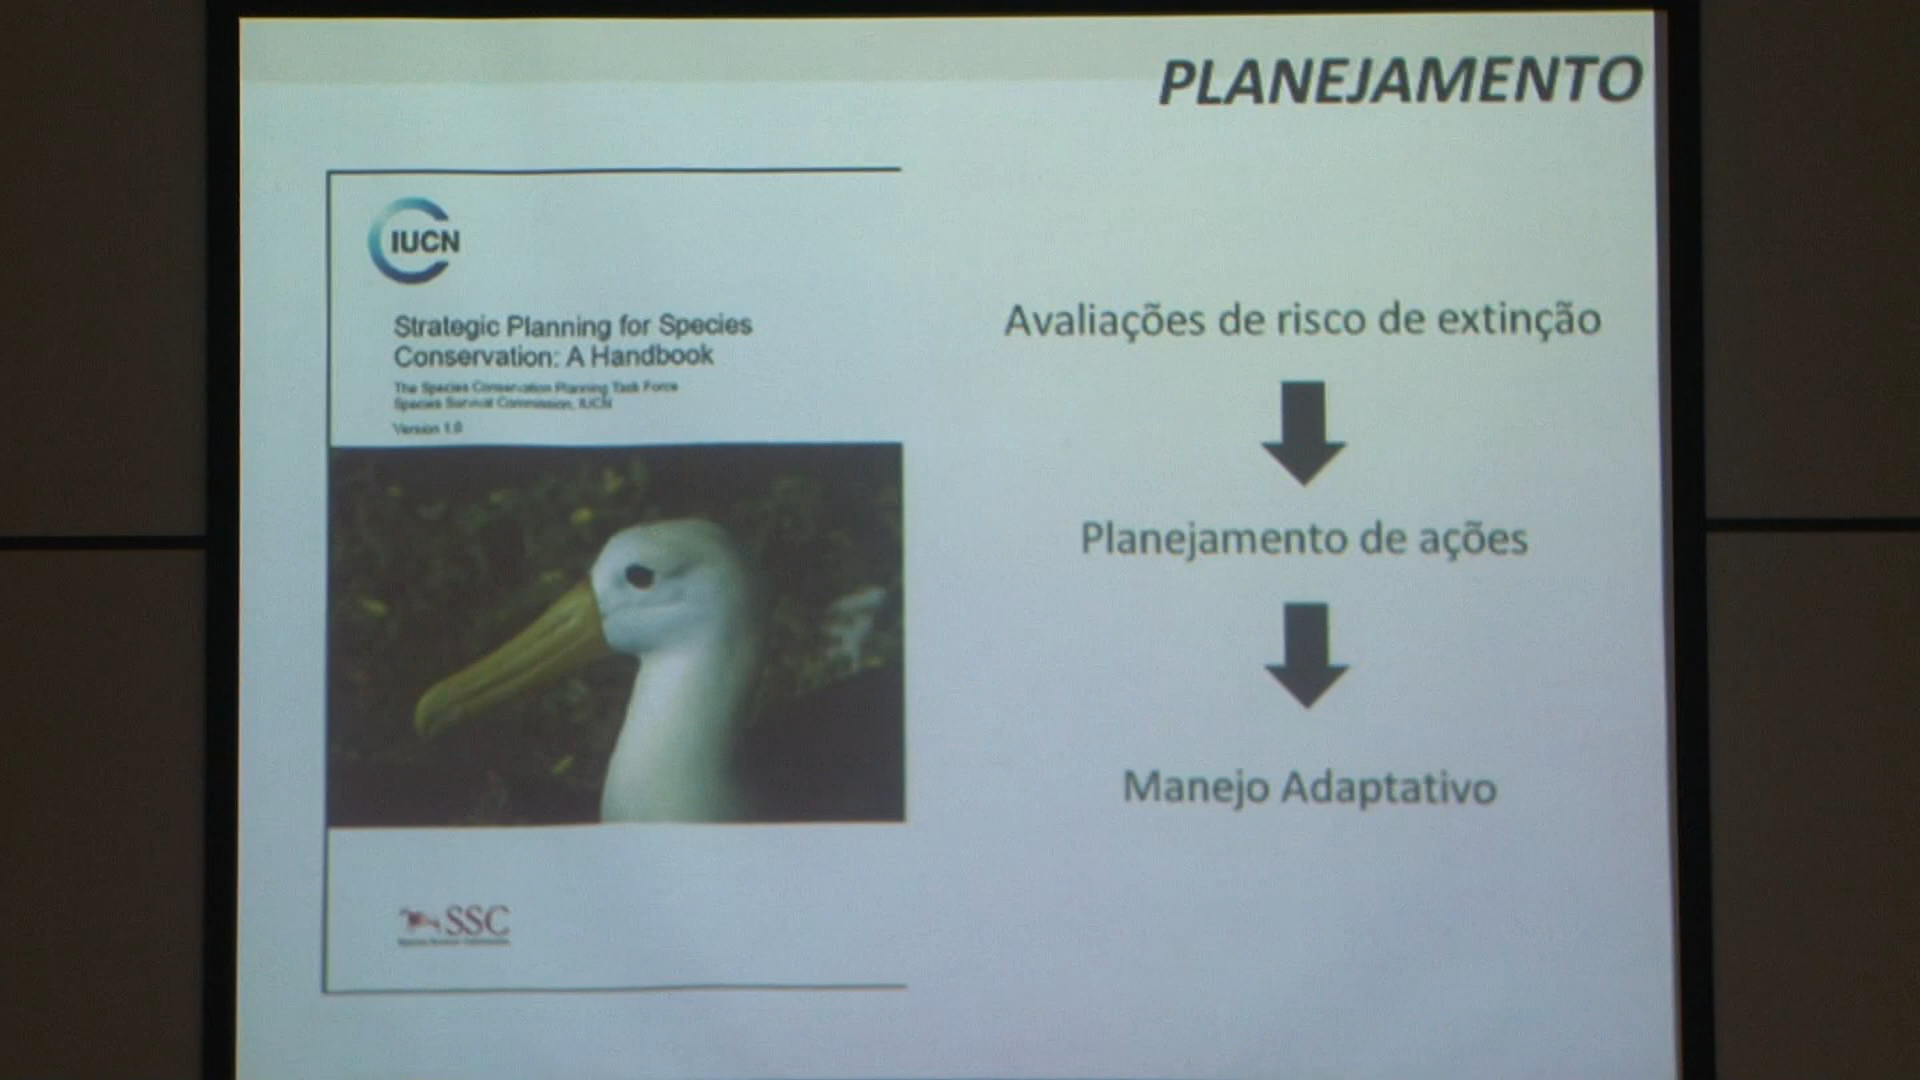 PLANEJAMENTO
IUCN
Strategic Planning for Species
Conservation: A Handbook
The Species Conservation Planning Task Force
Species Survival Commission, IUCN
Version 1.0
SSC
Avaliações de risco de extinção
Planejamento de ações
Manejo Adaptativo